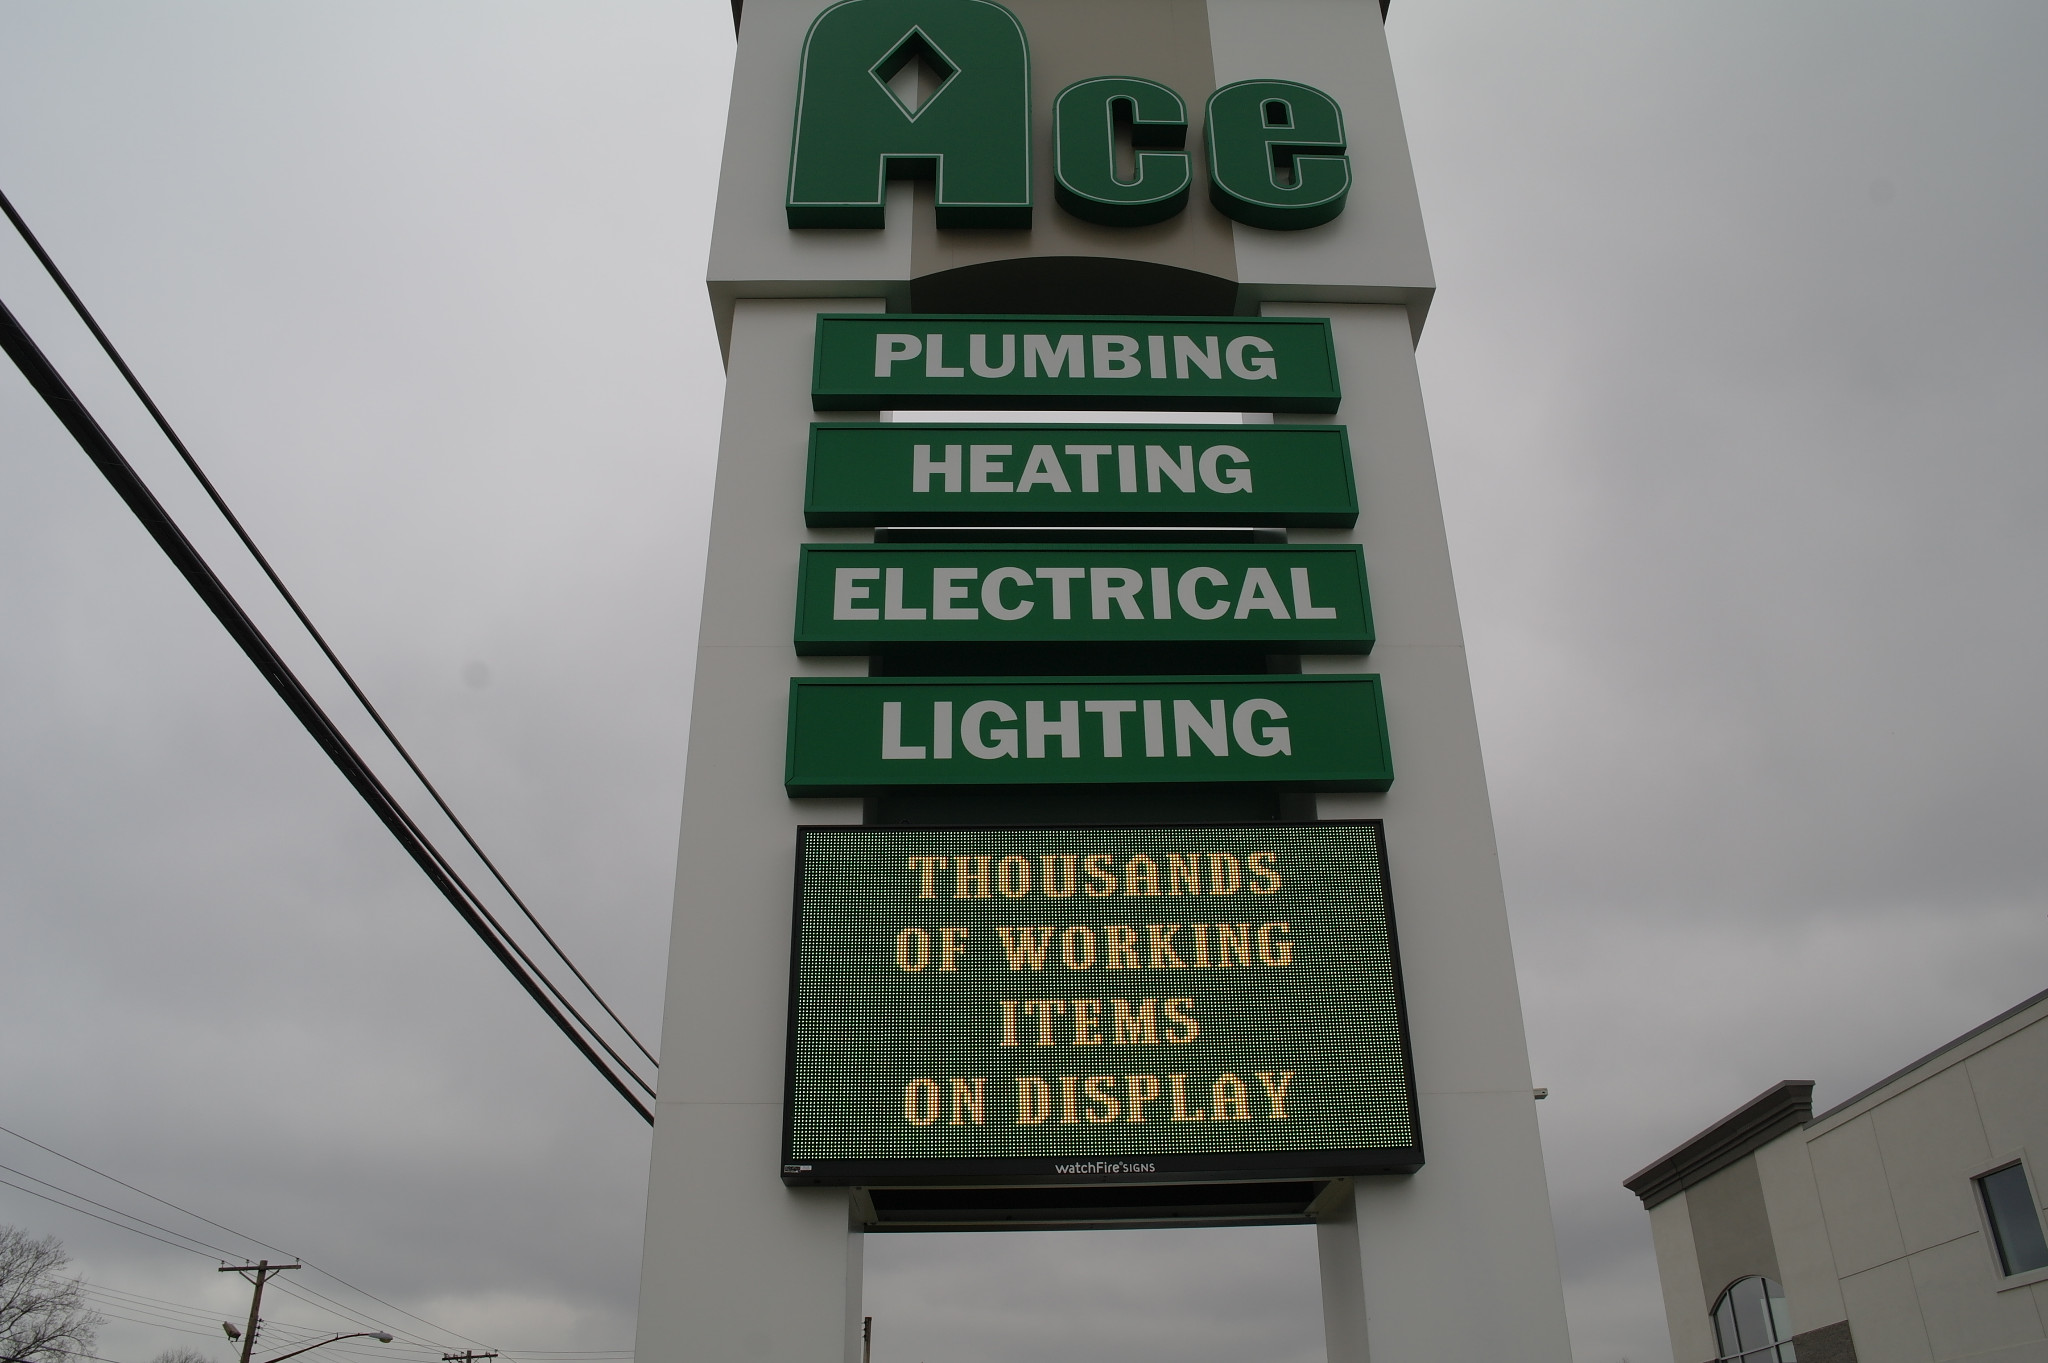 Ace
PLUMBING
HEATING
ELECTRICAL
LIGHTING
THOUSANDS
OF WORKING
ITEMS
ON DISPLAY
watchFire SIGNS